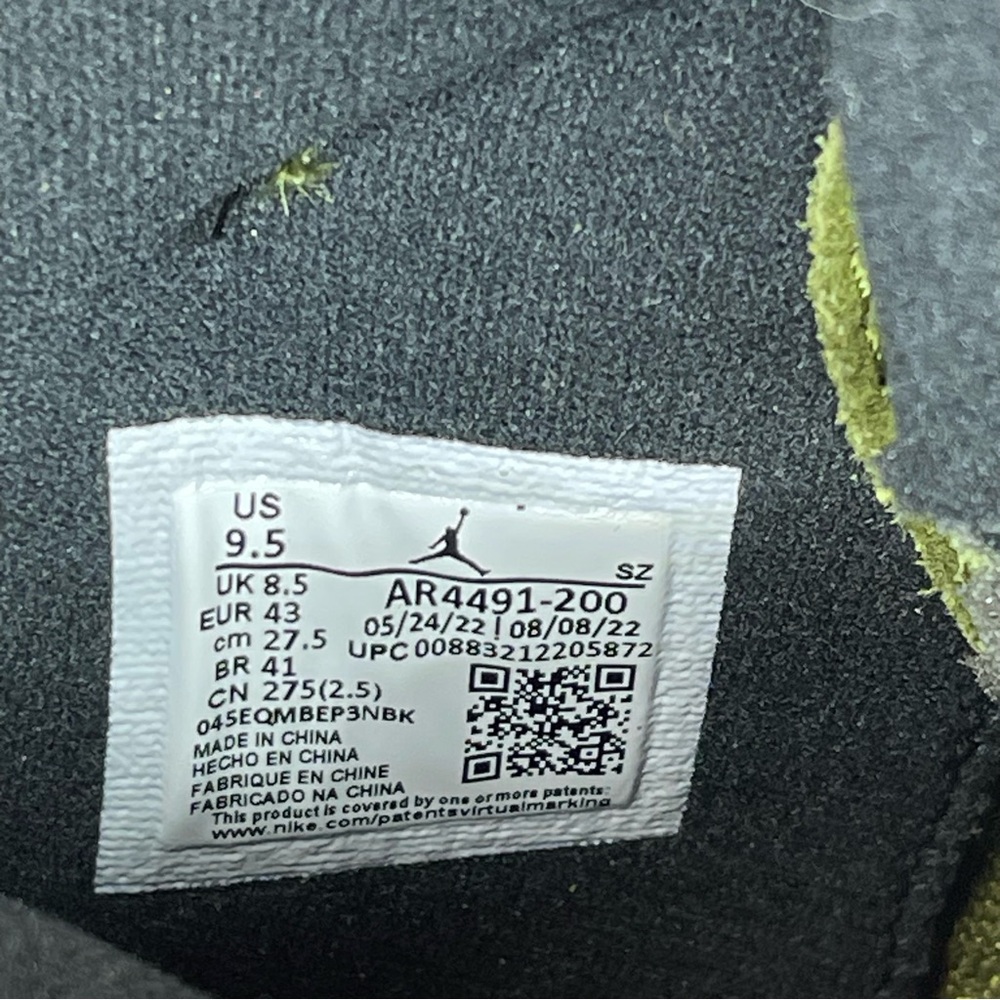 US
9.5
SZ
UK 8.5
EUR 43
cm 27.5
BR 41
CN 275(2.5)
AR4491-200
05/24/22 | 08/08/22
UPC 00883212205872
045EQMBEP3NBK
MADE IN CHINA
HECHO EN CHINA
FABRIQUE EN CHINE
FABRICADO NA CHINA
This product is covered by one or more patents:
www.nike.com/patentsvirtualmarking